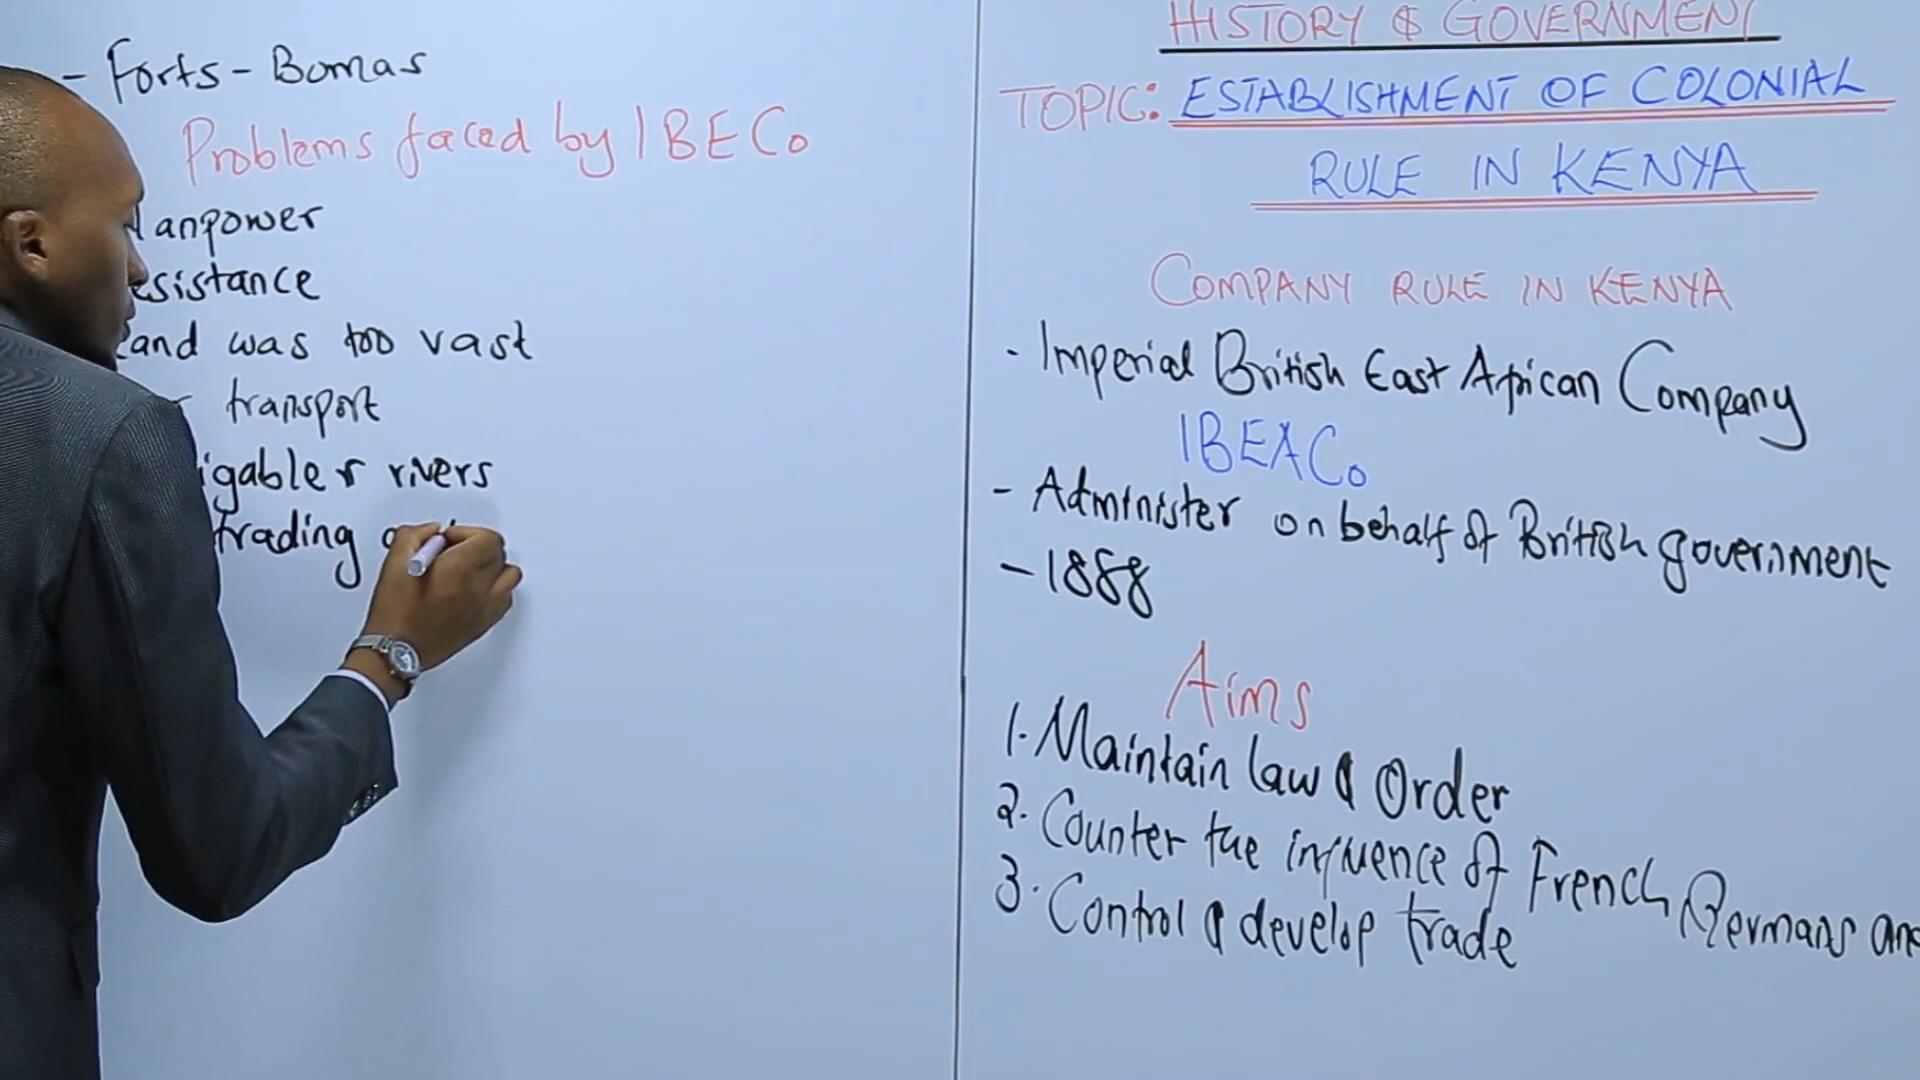 - Forts - Bomas
Problems faced by IBECo
anpower
esistance
and was too vast
transport
igable r rivers
trading
HISTORY & GOVERNMENT
TOPIC: ESTABLISHMENT OF COLONIAL
RULE IN KENYA
COMPANY RULE IN KENYA
- Imperial British East African Company
IBEACo
- Administer on behalf of British government
- 1888
Aims
1. Maintain law & Order
2. Counter the influence of French Germans an
3. Control & develop trade